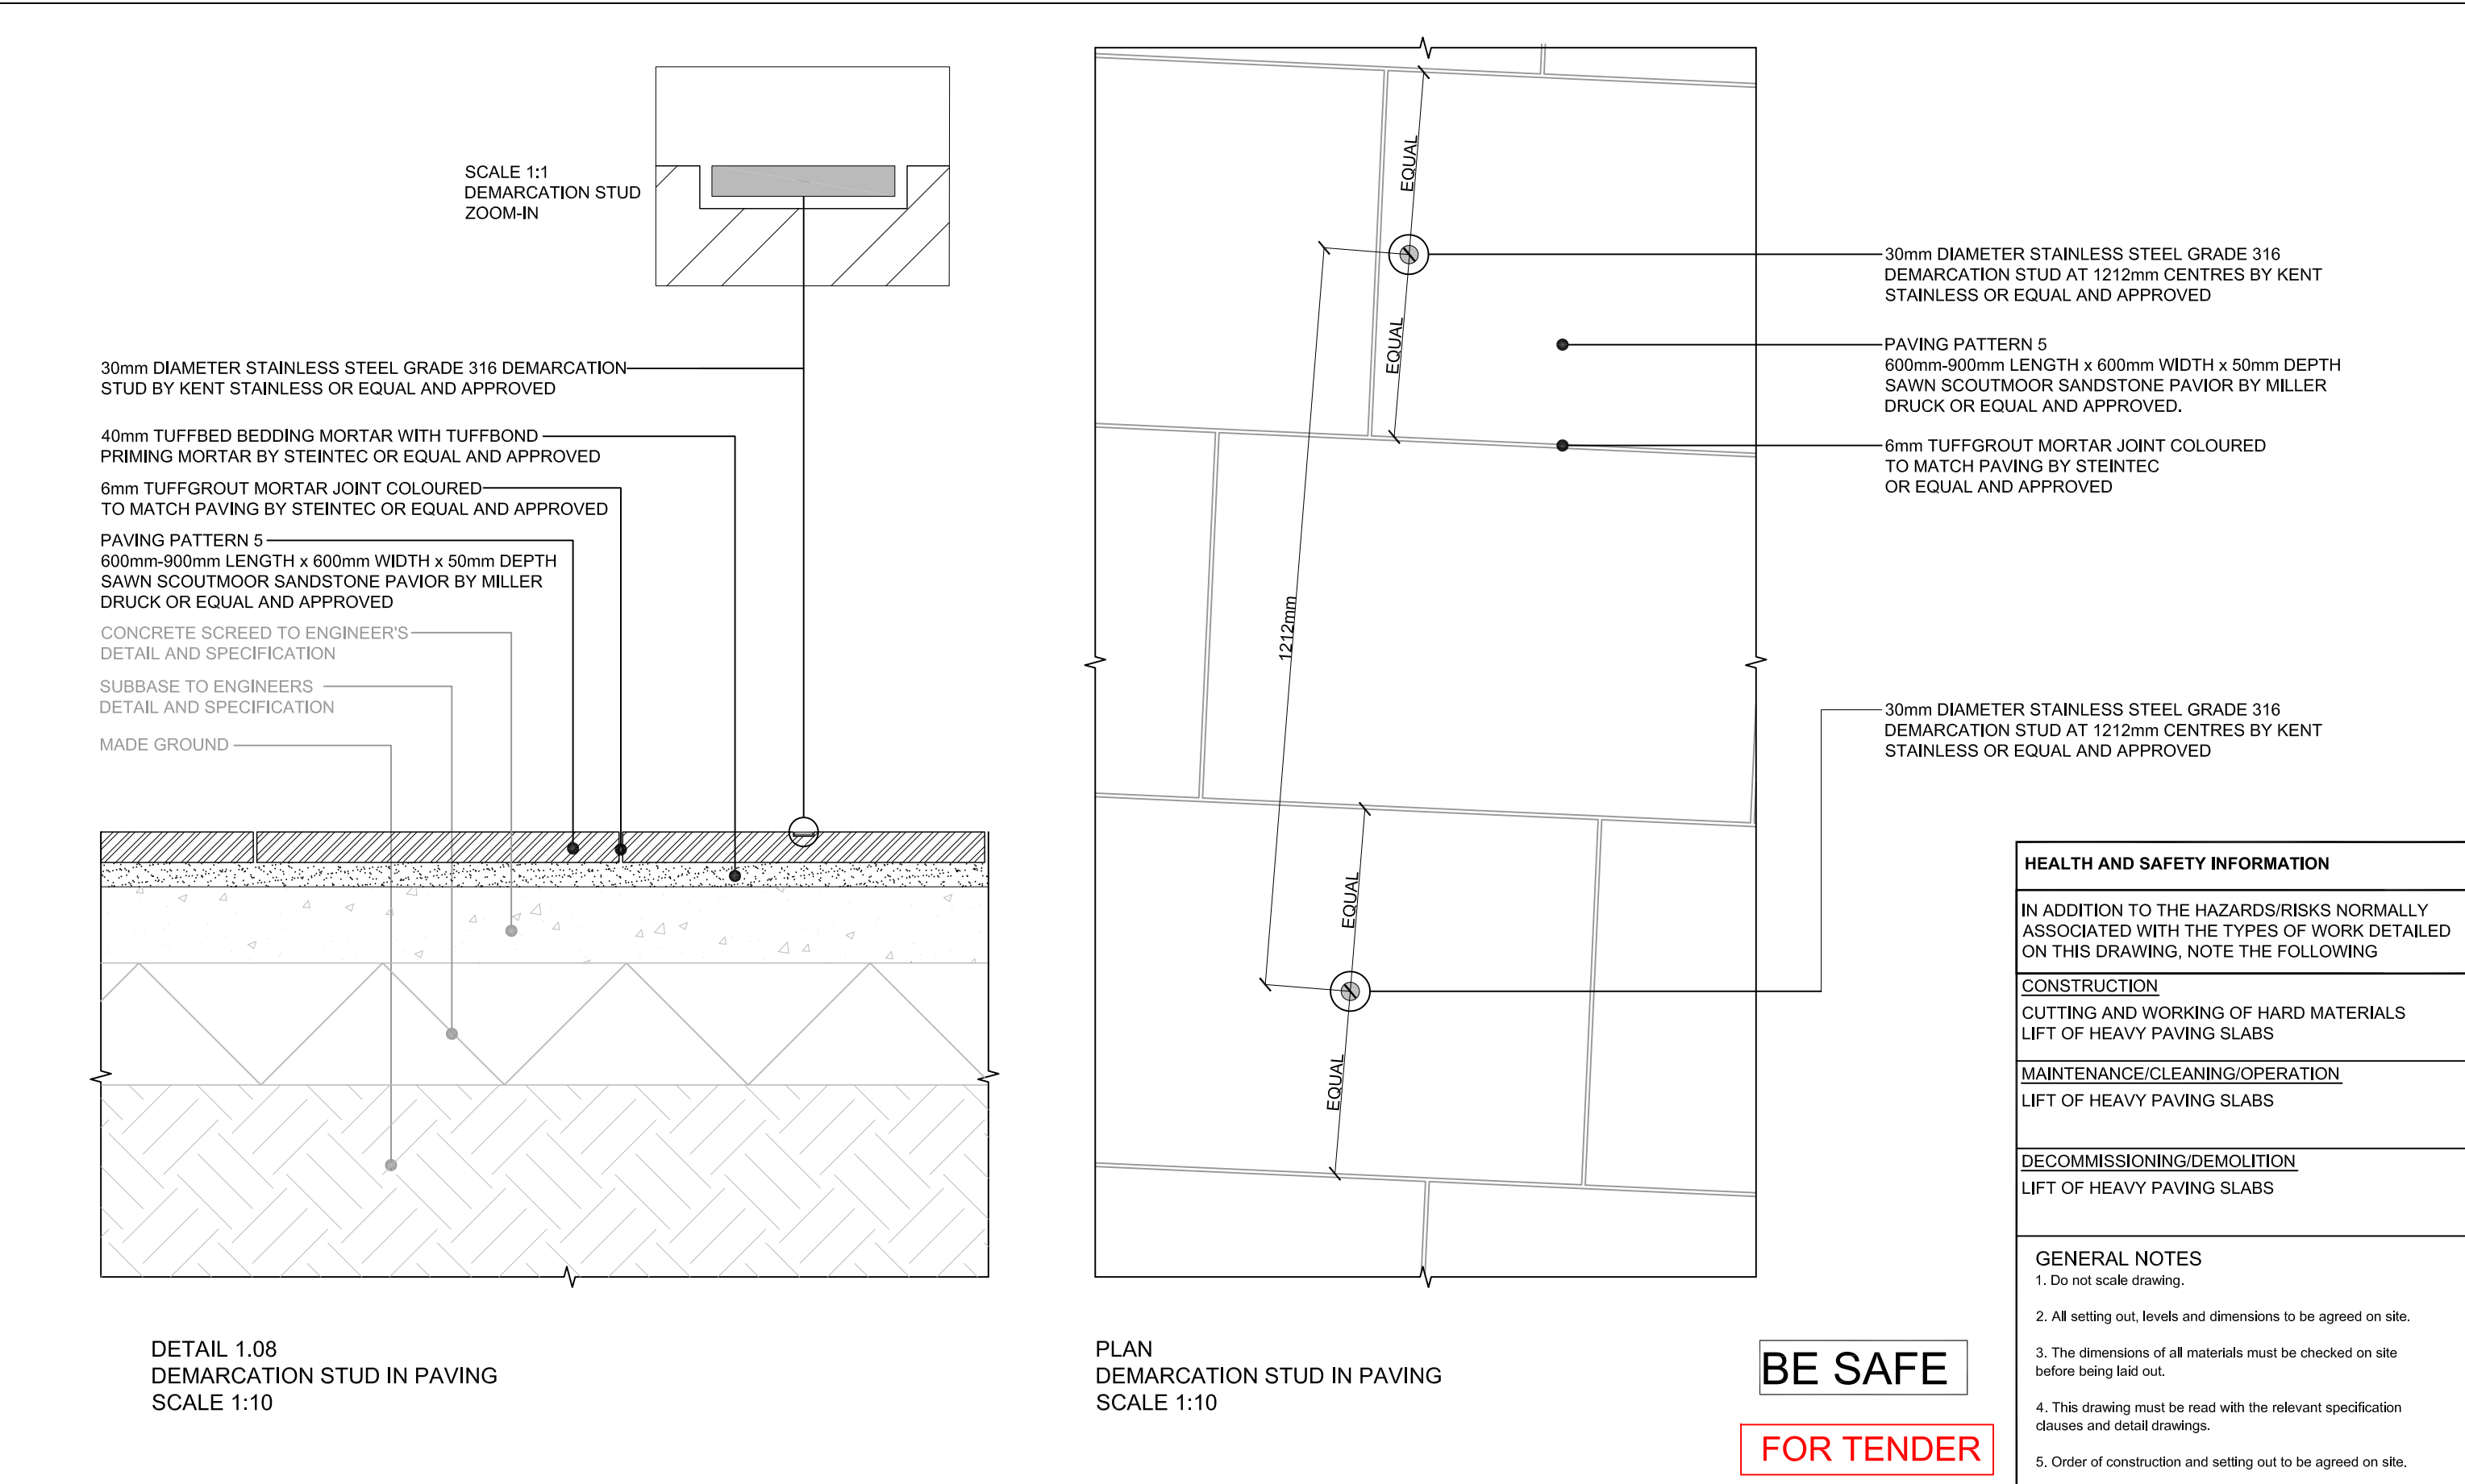 SCALE 1:1
DEMARCATION STUD
ZOOM-IN
30mm DIAMETER STAINLESS STEEL GRADE 316 DEMARCATION
STUD BY KENT STAINLESS OR EQUAL AND APPROVED
40mm TUFFBED BEDDING MORTAR WITH TUFFBOND
PRIMING MORTAR BY STEINTEC OR EQUAL AND APPROVED
6mm TUFFGROUT MORTAR JOINT COLOURED
TO MATCH PAVING BY STEINTEC OR EQUAL AND APPROVED
PAVING PATTERN 5
600mm-900mm LENGTH x 600mm WIDTH x 50mm DEPTH
SAWN SCOUTMOOR SANDSTONE PAVIOR BY MILLER
DRUCK OR EQUAL AND APPROVED
CONCRETE SCREED TO ENGINEER'S
DETAIL AND SPECIFICATION
SUBBASE TO ENGINEERS
DETAIL AND SPECIFICATION
MADE GROUND
DETAIL 1.08
DEMARCATION STUD IN PAVING
SCALE 1:10
EQUAL
EQUAL
1212mm
EQUAL
EQUAL
30mm DIAMETER STAINLESS STEEL GRADE 316
DEMARCATION STUD AT 1212mm CENTRES BY KENT
STAINLESS OR EQUAL AND APPROVED
PAVING PATTERN 5
600mm-900mm LENGTH x 600mm WIDTH x 50mm DEPTH
SAWN SCOUTMOOR SANDSTONE PAVIOR BY MILLER
DRUCK OR EQUAL AND APPROVED.
6mm TUFFGROUT MORTAR JOINT COLOURED
TO MATCH PAVING BY STEINTEC
OR EQUAL AND APPROVED
30mm DIAMETER STAINLESS STEEL GRADE 316
DEMARCATION STUD AT 1212mm CENTRES BY KENT
STAINLESS OR EQUAL AND APPROVED
PLAN
DEMARCATION STUD IN PAVING
SCALE 1:10
BE SAFE
FOR TENDER
HEALTH AND SAFETY INFORMATION
IN ADDITION TO THE HAZARDS/RISKS NORMALLY
ASSOCIATED WITH THE TYPES OF WORK DETAILED
ON THIS DRAWING, NOTE THE FOLLOWING
CONSTRUCTION
CUTTING AND WORKING OF HARD MATERIALS
LIFT OF HEAVY PAVING SLABS
MAINTENANCE/CLEANING/OPERATION
LIFT OF HEAVY PAVING SLABS
DECOMMISSIONING/DEMOLITION
LIFT OF HEAVY PAVING SLABS
GENERAL NOTES
1. Do not scale drawing.
2. All setting out, levels and dimensions to be agreed on site.
3. The dimensions of all materials must be checked on site
before being laid out.
4. This drawing must be read with the relevant specification
clauses and detail drawings.
5. Order of construction and setting out to be agreed on site.